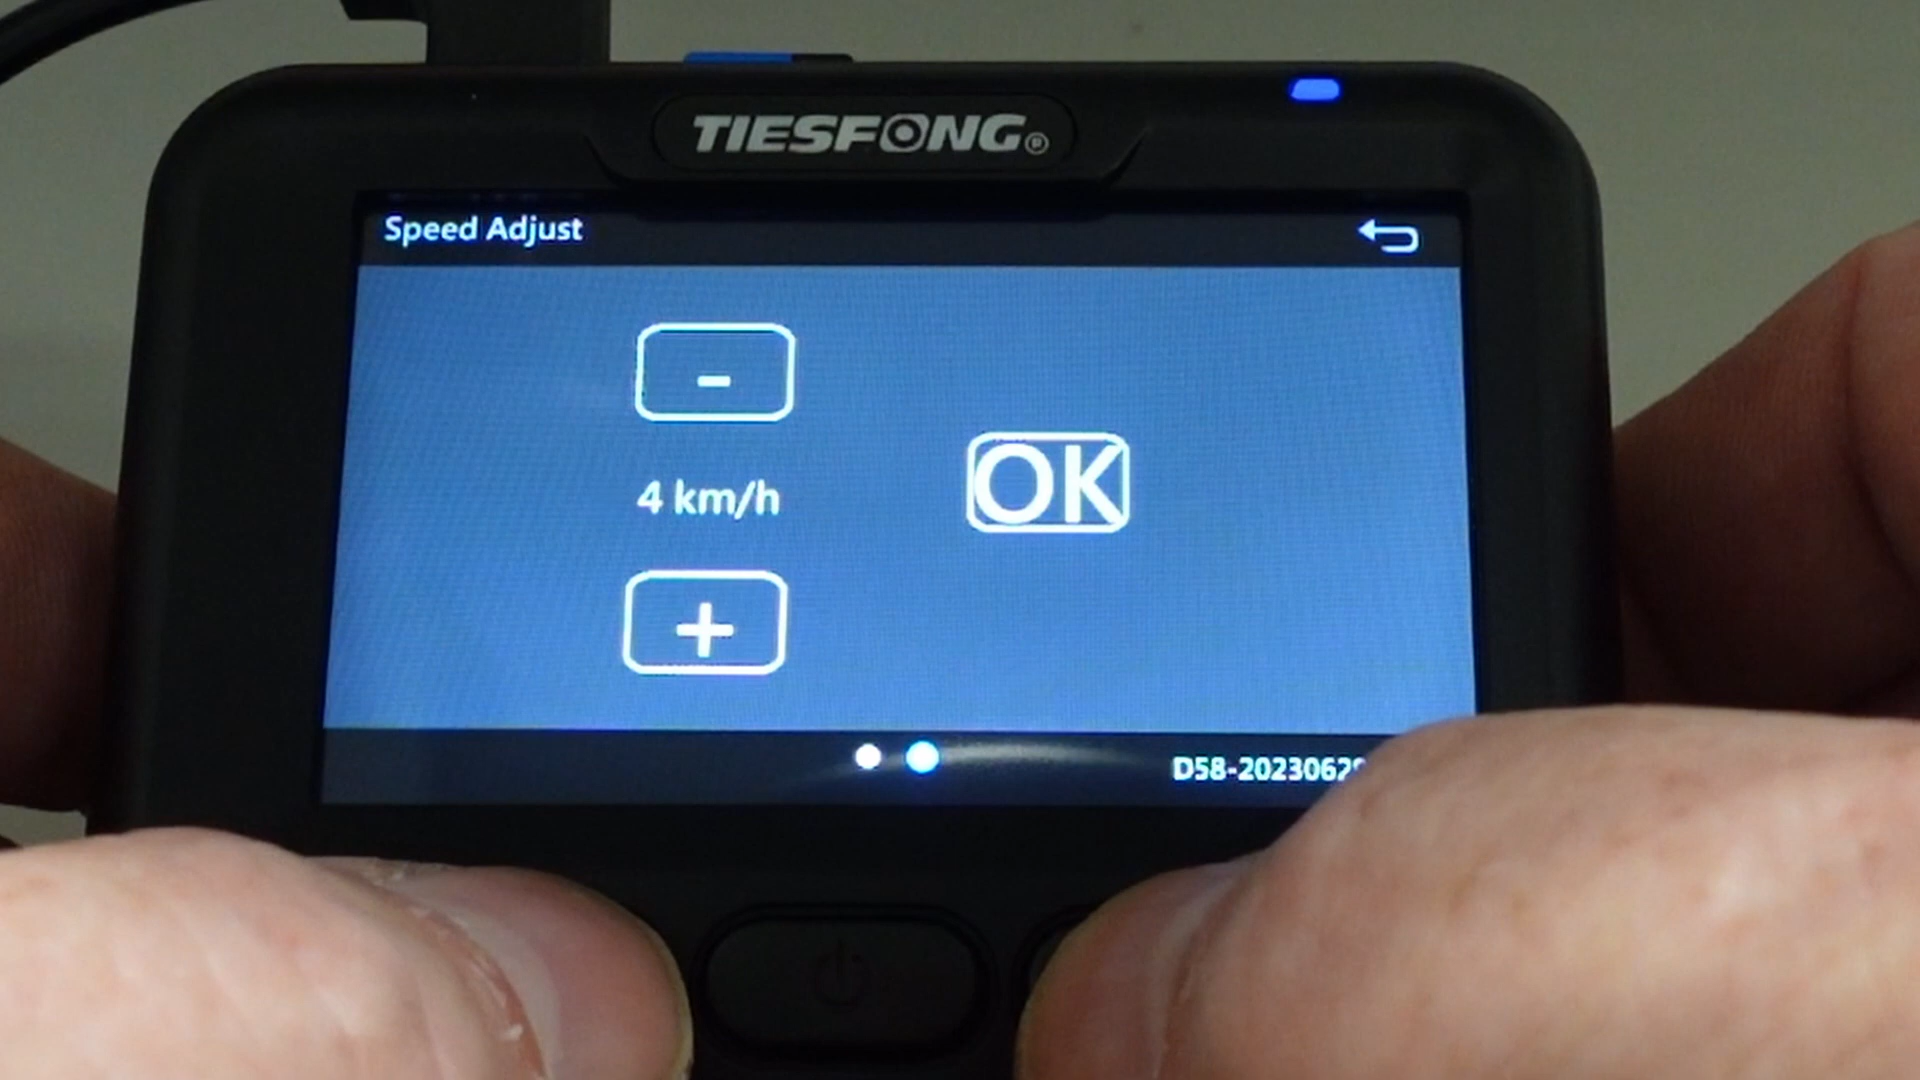 TIESFONG®
Speed Adjust
-
4 km/h
OK
+
D58-2023062